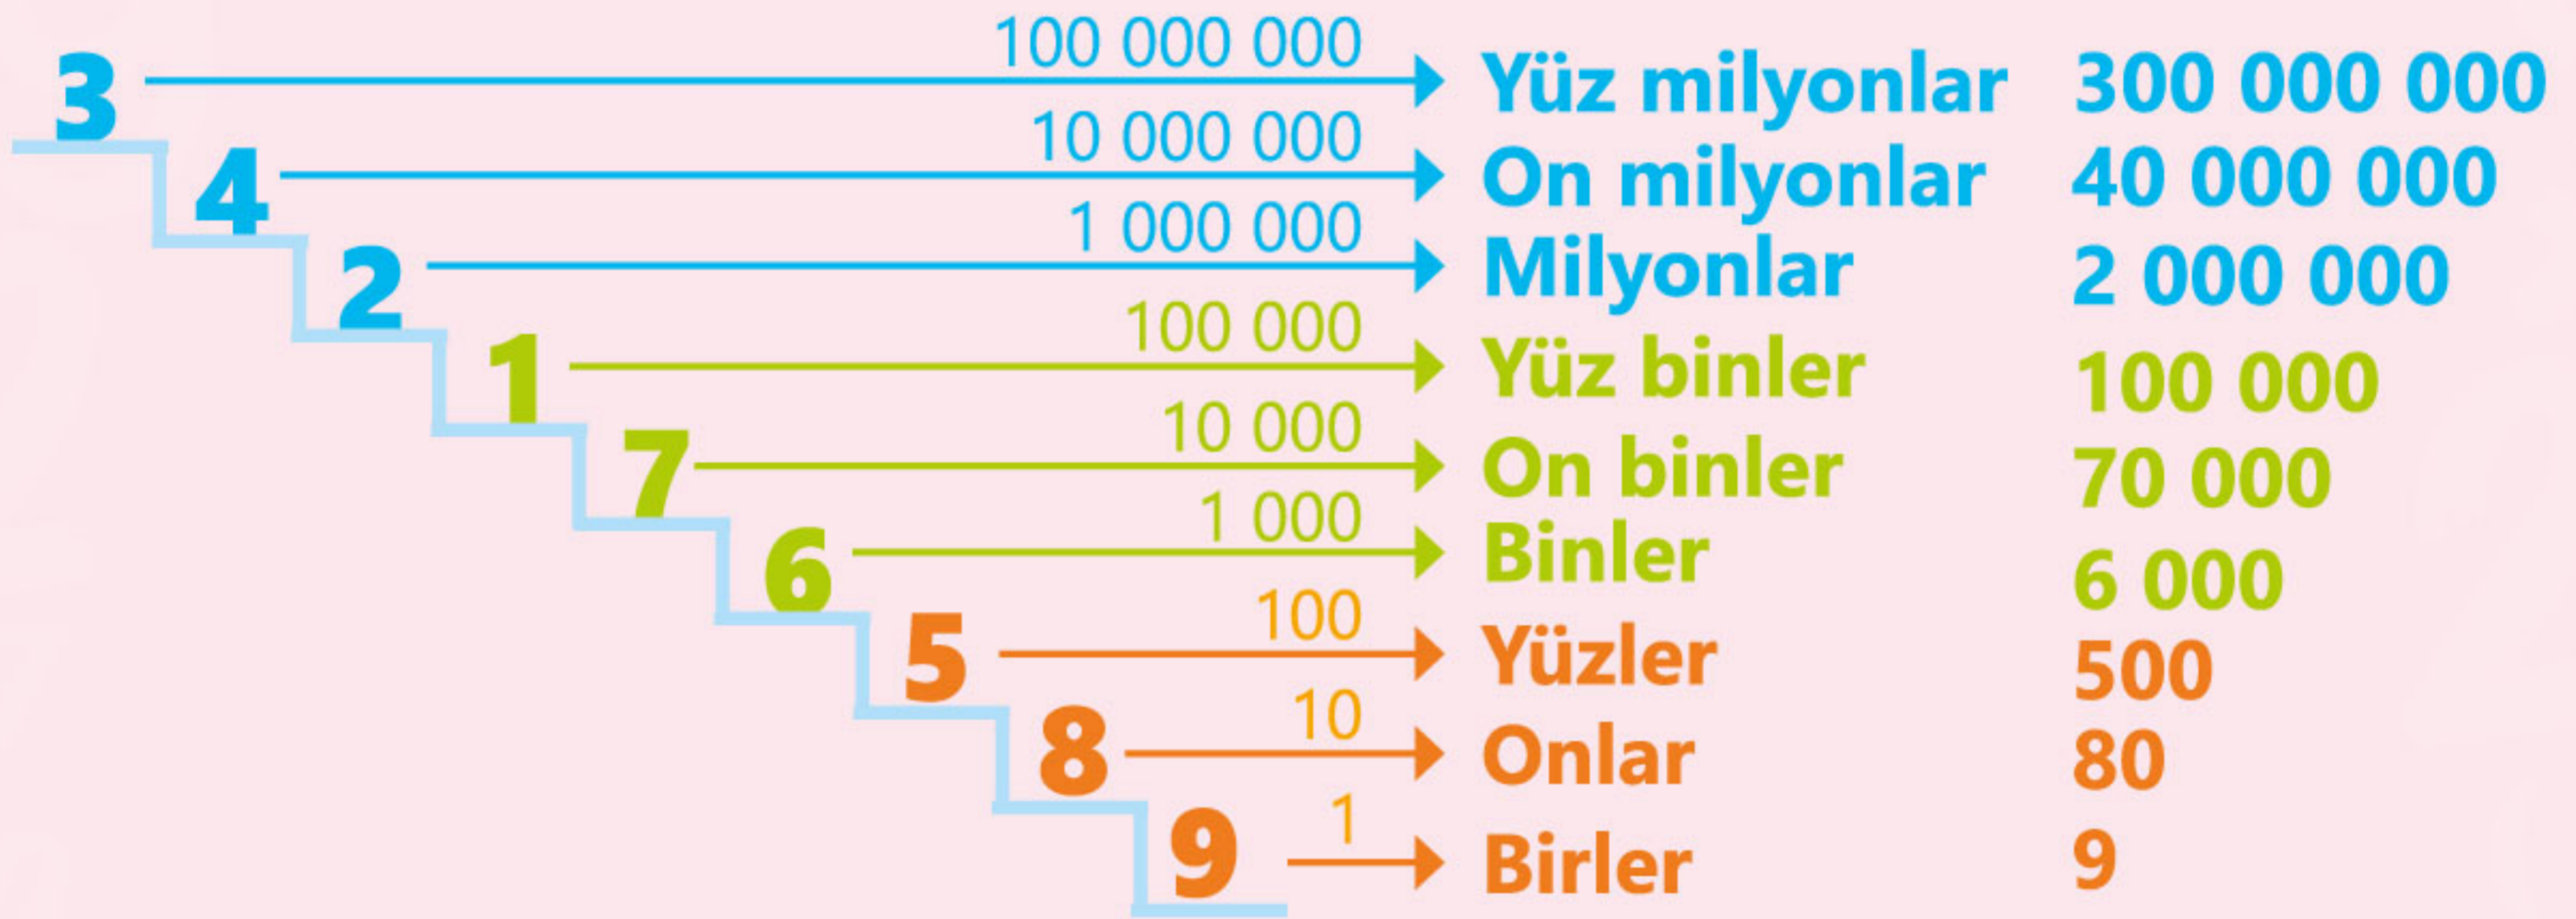 3 100 000 000 Yüz milyonlar 300 000 000
4 10 000 000 On milyonlar 40 000 000
2 1 000 000 Milyonlar 2 000 000
1 100 000 Yüz binler 100 000
7 10 000 On binler 70 000
6 1 000 Binler 6 000
5 100 Yüzler 500
8 10 Onlar 80
9 1 Birler 9